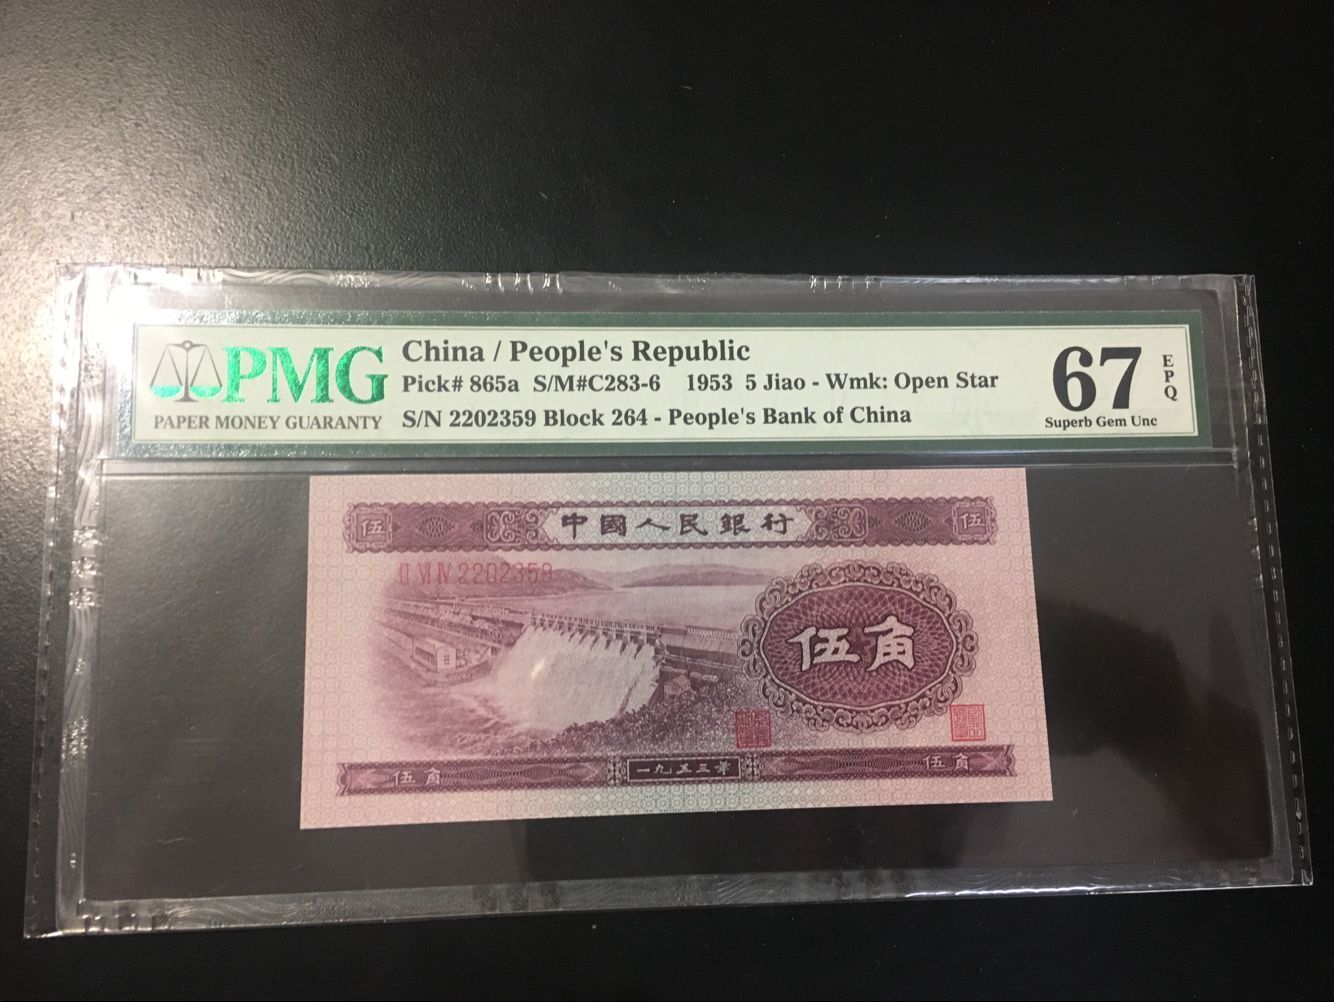 PMG
PAPER MONEY GUARANTY
China / People's Republic
Pick# 865a S/M#C283-6 1953 5 Jiao - Wmk: Open Star
S/N 2202359 Block 264 - People's Bank of China
67
EPQ
Superb Gem Unc
伍 中國人民銀行 伍
Ⅱ Ⅵ Ⅳ 2202359
伍角
伍角 一九五三年 伍角